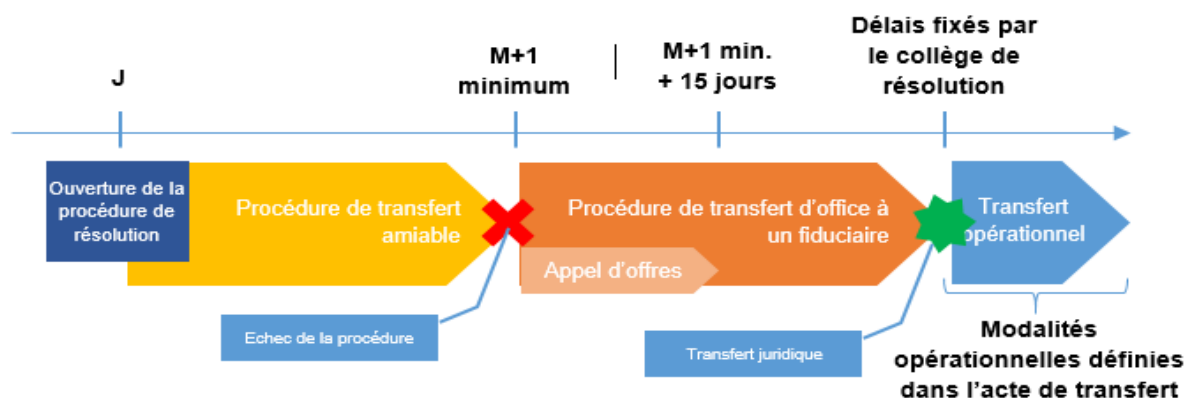 J
M+1
minimum
M+1 min.
+ 15 jours
Délais fixés par
le collège de
résolution
Ouverture de la
procédure de
résolution
Procédure de transfert
amiable
Procédure de transfert d'office à
un fiduciaire
Appel d'offres
Transfert
opérationnel
Echec de la procédure
Transfert juridique
Modalités
opérationnelles définies
dans l'acte de transfert